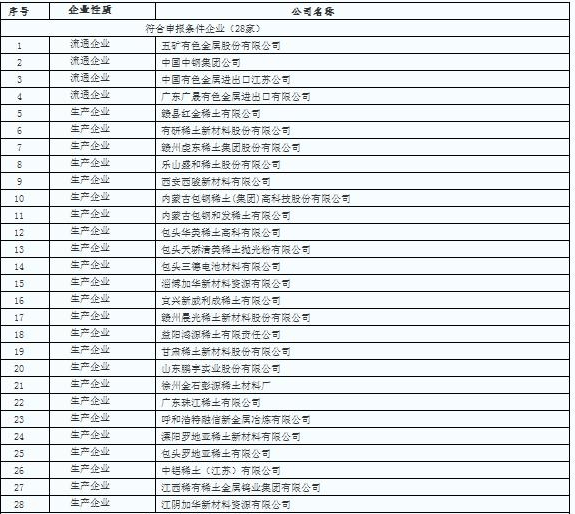 序号 企业性质 公司名称
符合申报条件企业（28家）
1 流通企业 五矿有色金属股份有限公司
2 流通企业 中国中钢集团公司
3 流通企业 中国有色金属进出口江苏公司
4 流通企业 广东广晟有色金属进出口有限公司
5 生产企业 赣县红金稀土有限公司
6 生产企业 有研稀土新材料股份有限公司
7 生产企业 赣州虔东稀土集团股份有限公司
8 生产企业 乐山盛和稀土股份有限公司
9 生产企业 西安西骏新材料有限公司
10 生产企业 内蒙古包钢稀土(集团)高科技股份有限公司
11 生产企业 内蒙古包钢和发稀土有限公司
12 生产企业 包头华美稀土高科有限公司
13 生产企业 包头天骄清美稀土抛光粉有限公司
14 生产企业 包头三德电池材料有限公司
15 生产企业 淄博加华新材料资源有限公司
16 生产企业 宜兴新威利成稀土有限公司
17 生产企业 赣州晨光稀土新材料股份有限公司
18 生产企业 益阳鸿源稀土有限责任公司
19 生产企业 甘肃稀土新材料股份有限公司
20 生产企业 山东鹏宇实业股份有限公司
21 生产企业 徐州金石彭源稀土材料厂
22 生产企业 广东珠江稀土有限公司
23 生产企业 呼和浩特融信新金属冶炼有限公司
24 生产企业 溧阳罗地亚稀土新材料有限公司
25 生产企业 包头罗地亚稀土有限公司
26 生产企业 中铝稀土（江苏）有限公司
27 生产企业 江西稀有稀土金属钨业集团有限公司
28 生产企业 江阴加华新材料资源有限公司